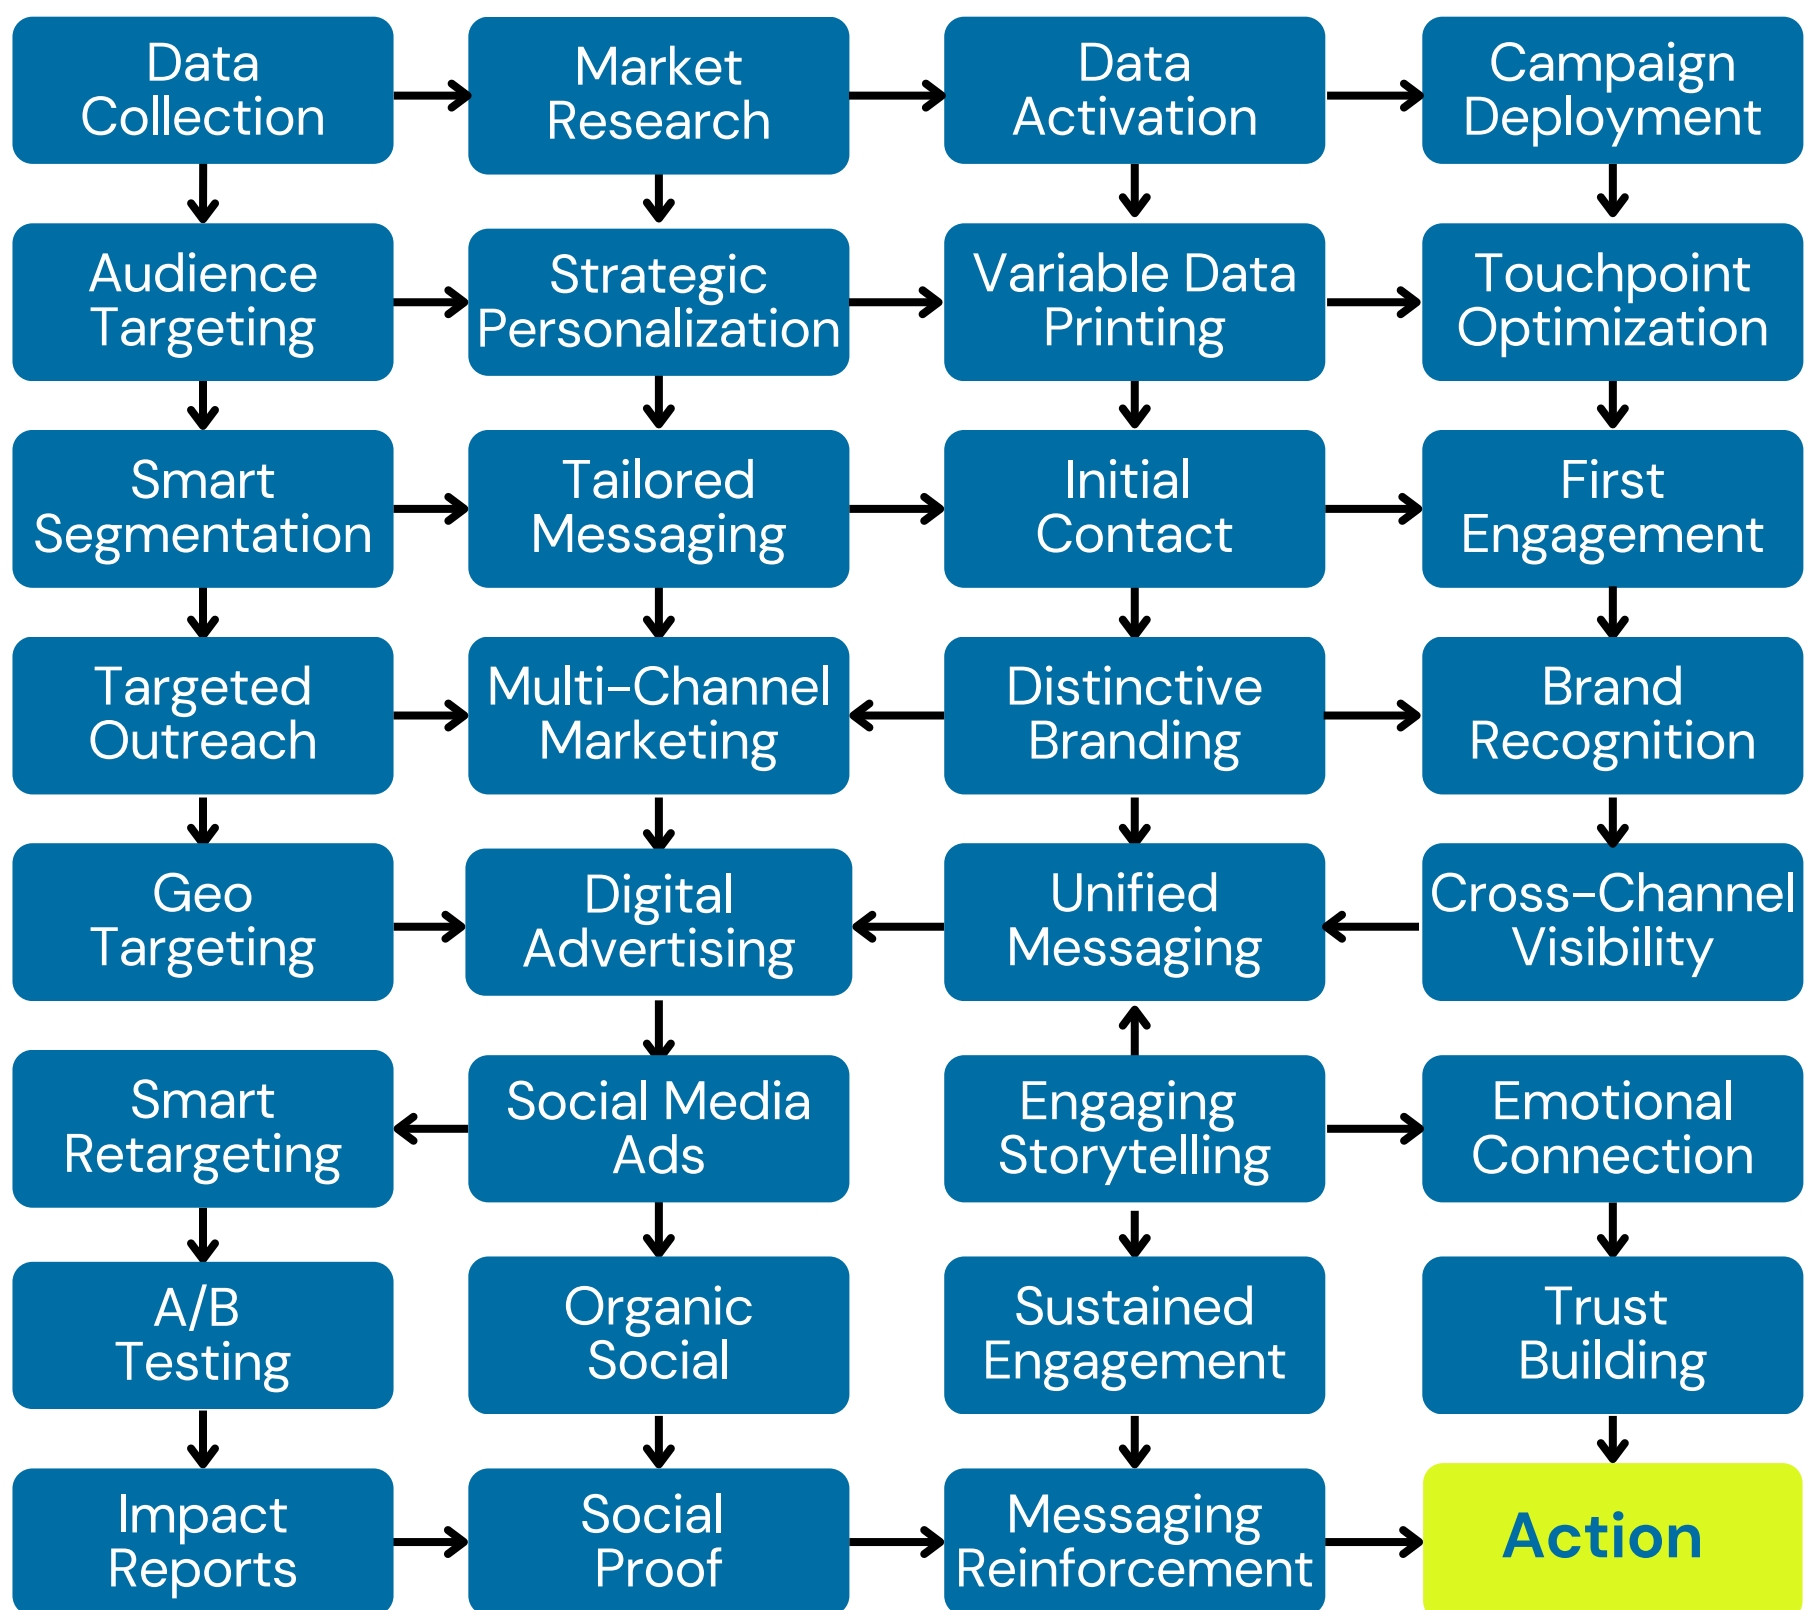 Data
Collection
Market
Research
Data
Activation
Campaign
Deployment
Audience
Targeting
Strategic
Personalization
Variable Data
Printing
Touchpoint
Optimization
Smart
Segmentation
Tailored
Messaging
Initial
Contact
First
Engagement
Targeted
Outreach
Multi-Channel
Marketing
Distinctive
Branding
Brand
Recognition
Geo
Targeting
Digital
Advertising
Unified
Messaging
Cross-Channel
Visibility
Smart
Retargeting
Social Media
Ads
Engaging
Storytelling
Emotional
Connection
A/B
Testing
Organic
Social
Sustained
Engagement
Trust
Building
Impact
Reports
Social
Proof
Messaging
Reinforcement
Action